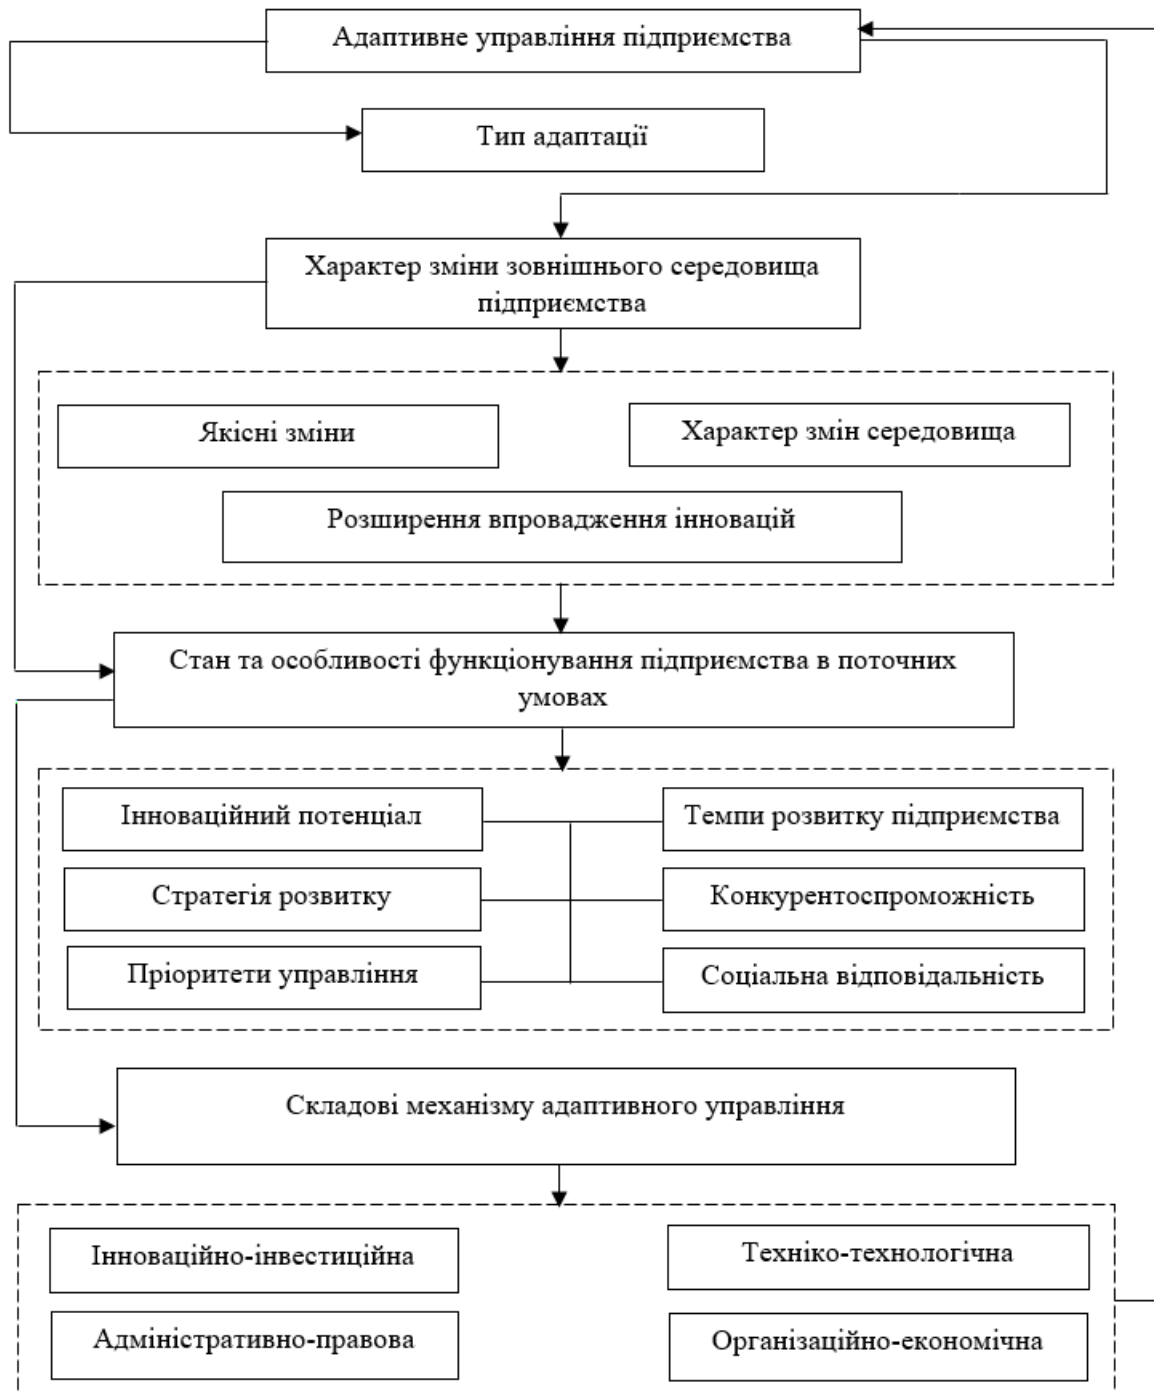 Адаптивне управління підприємства
Тип адаптації
Характер зміни зовнішнього середовища
підприємства
Якісні зміни
Характер змін середовища
Розширення впровадження інновацій
Стан та особливості функціонування підприємства в поточних
умовах
Інноваційний потенціал
Темпи розвитку підприємства
Стратегія розвитку
Конкурентоспроможність
Пріоритети управління
Соціальна відповідальність
Складові механізму адаптивного управління
Інноваційно-інвестиційна
Техніко-технологічна
Адміністративно-правова
Організаційно-економічна